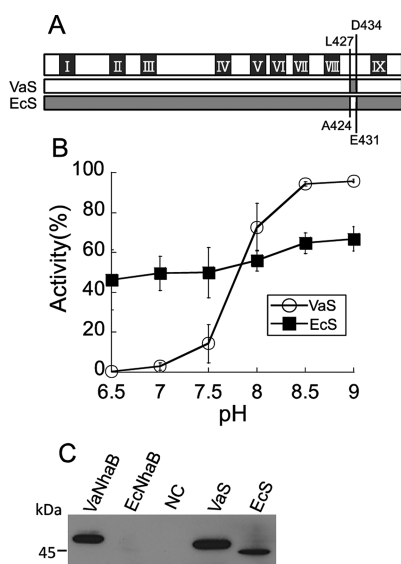 A
D434
L427
I II III IV V VI VII VIII IX
VaS
EcS
A424
E431
B
Activity(%)
100
80
60
40
20
0
6.5 7 7.5 8 8.5 9
pH
VaS
EcS
C
VaNhaB EcNhaB NC VaS EcS
kDa
45